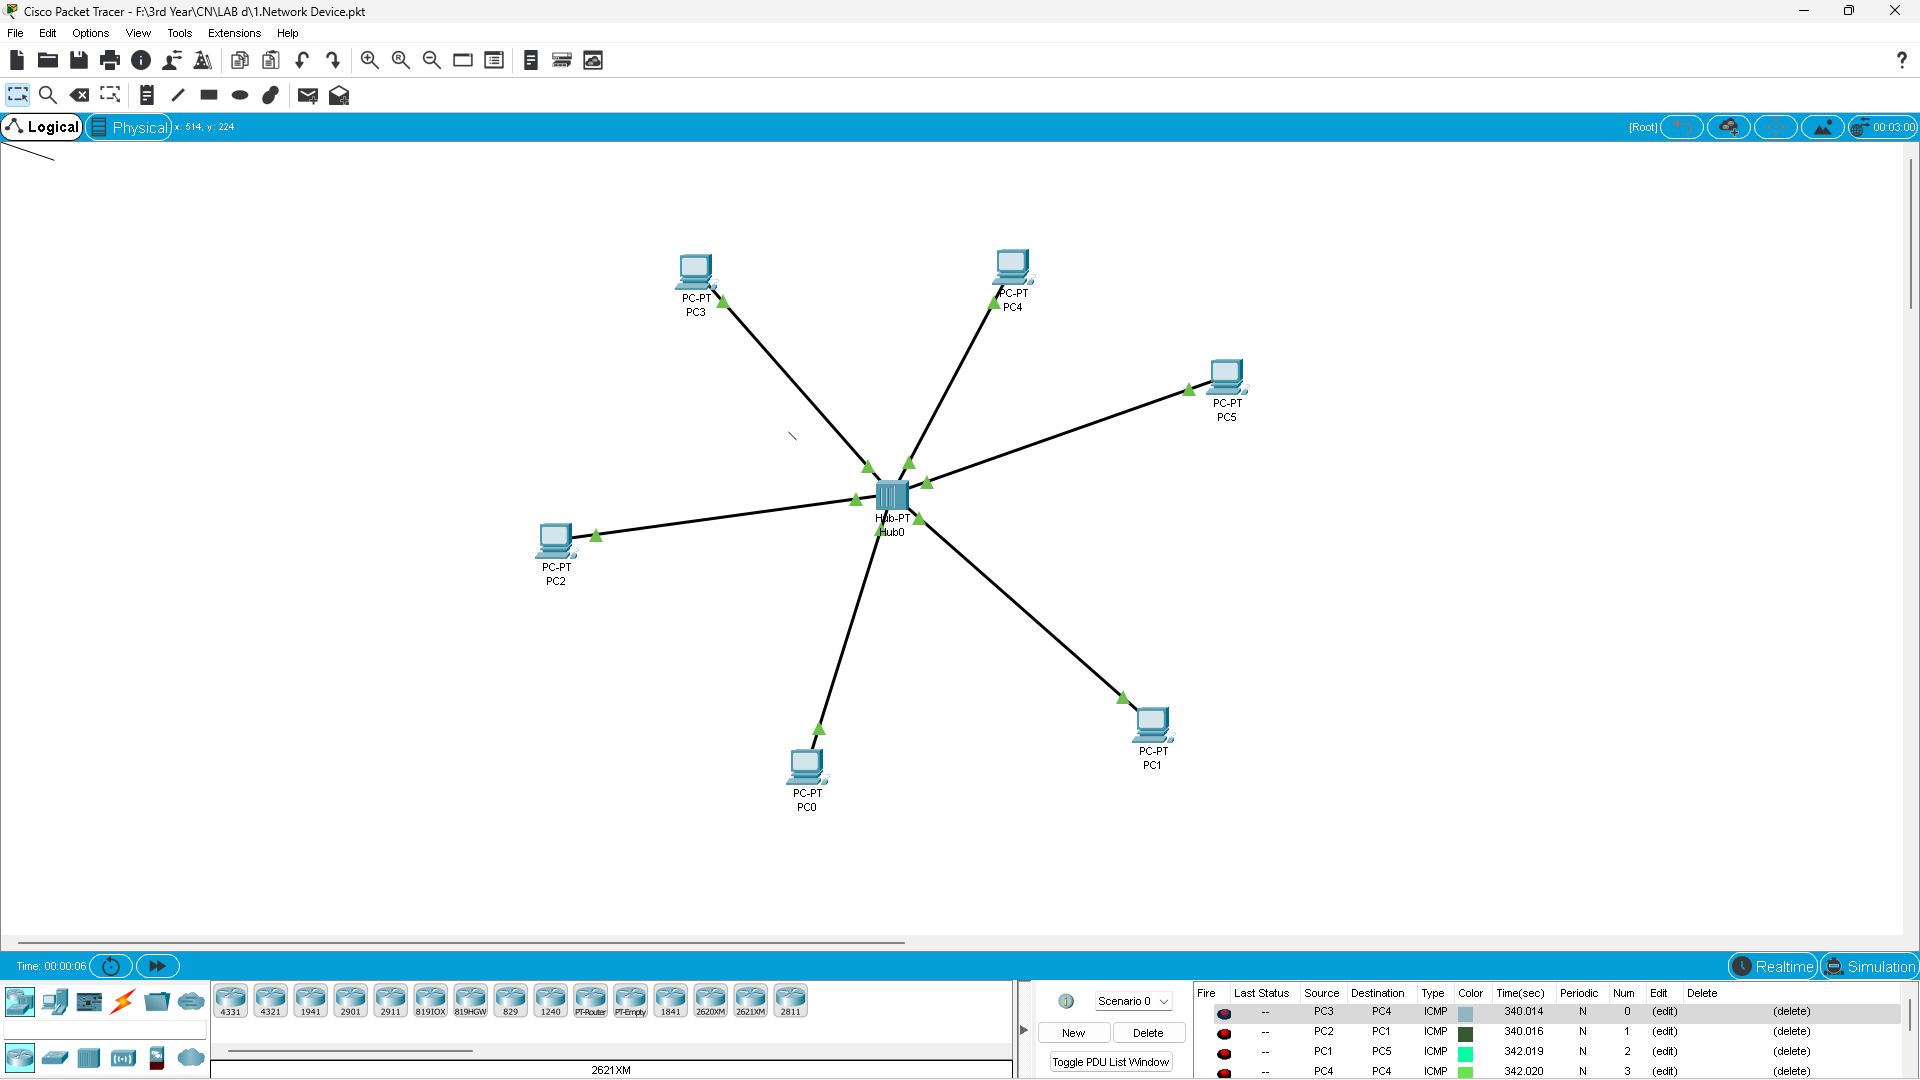 Cisco Packet Tracer - F:\3rd Year\CN\LAB d\1.Network Device.pkt
File Edit Options View Tools Extensions Help
Logical Physical x: 514, y: 224 [Root] 00:03:00
PC-PT
PC3
PC-PT
PC4
PC-PT
PC5
Hub-PT
Hub0
PC-PT
PC2
PC-PT
PC1
PC-PT
PC0
Time: 00:00:06 Realtime Simulation
4331 4321 1941 2901 2911 819IOX 819HGW 829 1240 PT-Router PT-Empty 1841 2620XM 2621XM 2811
2621XM
Scenario 0
New Delete
Toggle PDU List Window
Fire Last Status Source Destination Type Color Time(sec) Periodic Num Edit Delete
-- PC3 PC4 ICMP 340.014 N 0 (edit) (delete)
-- PC2 PC1 ICMP 340.016 N 1 (edit) (delete)
-- PC1 PC5 ICMP 342.019 N 2 (edit) (delete)
-- PC4 PC4 ICMP 342.020 N 3 (edit) (delete)